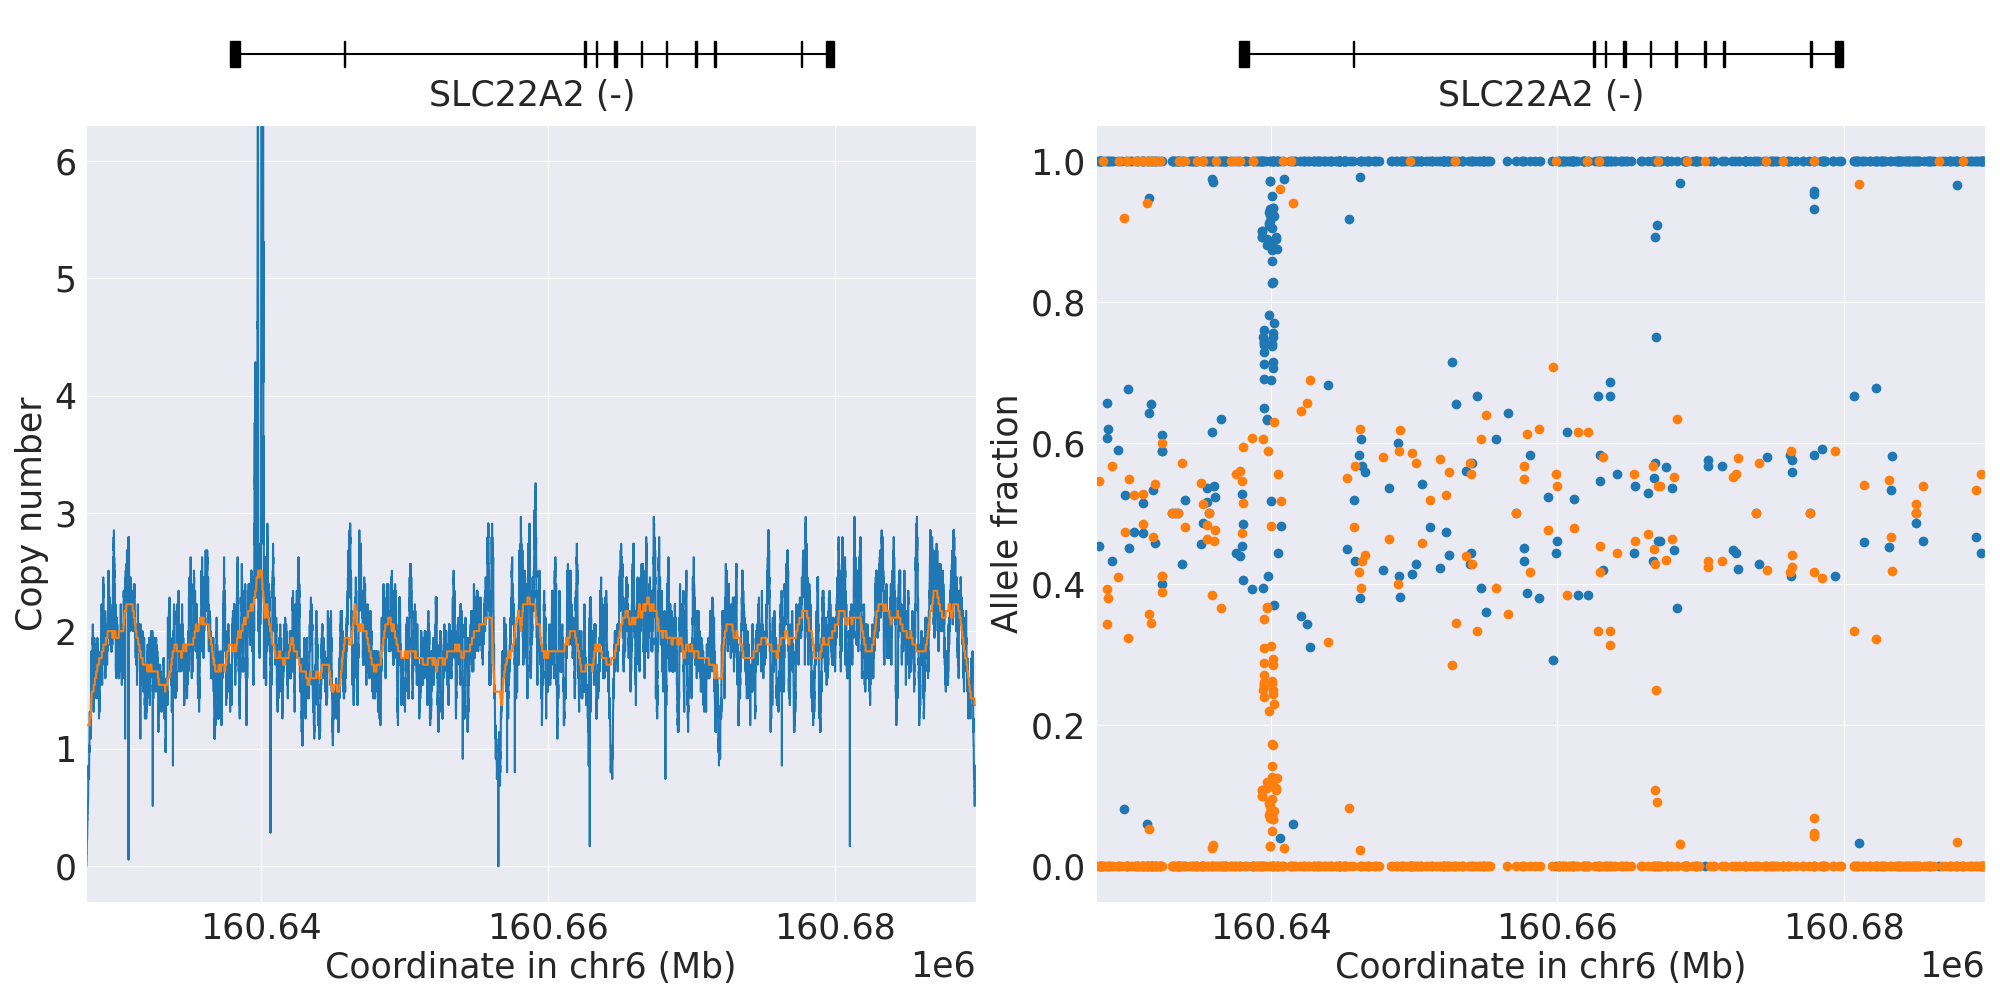 SLC22A2 (-)
6
5
4
3
2
1
0
Copy number
160.64
160.66
160.68
Coordinate in chr6 (Mb)
1e6
SLC22A2 (-)
1.0
0.8
0.6
0.4
0.2
0.0
Allele fraction
160.64
160.66
160.68
Coordinate in chr6 (Mb)
1e6